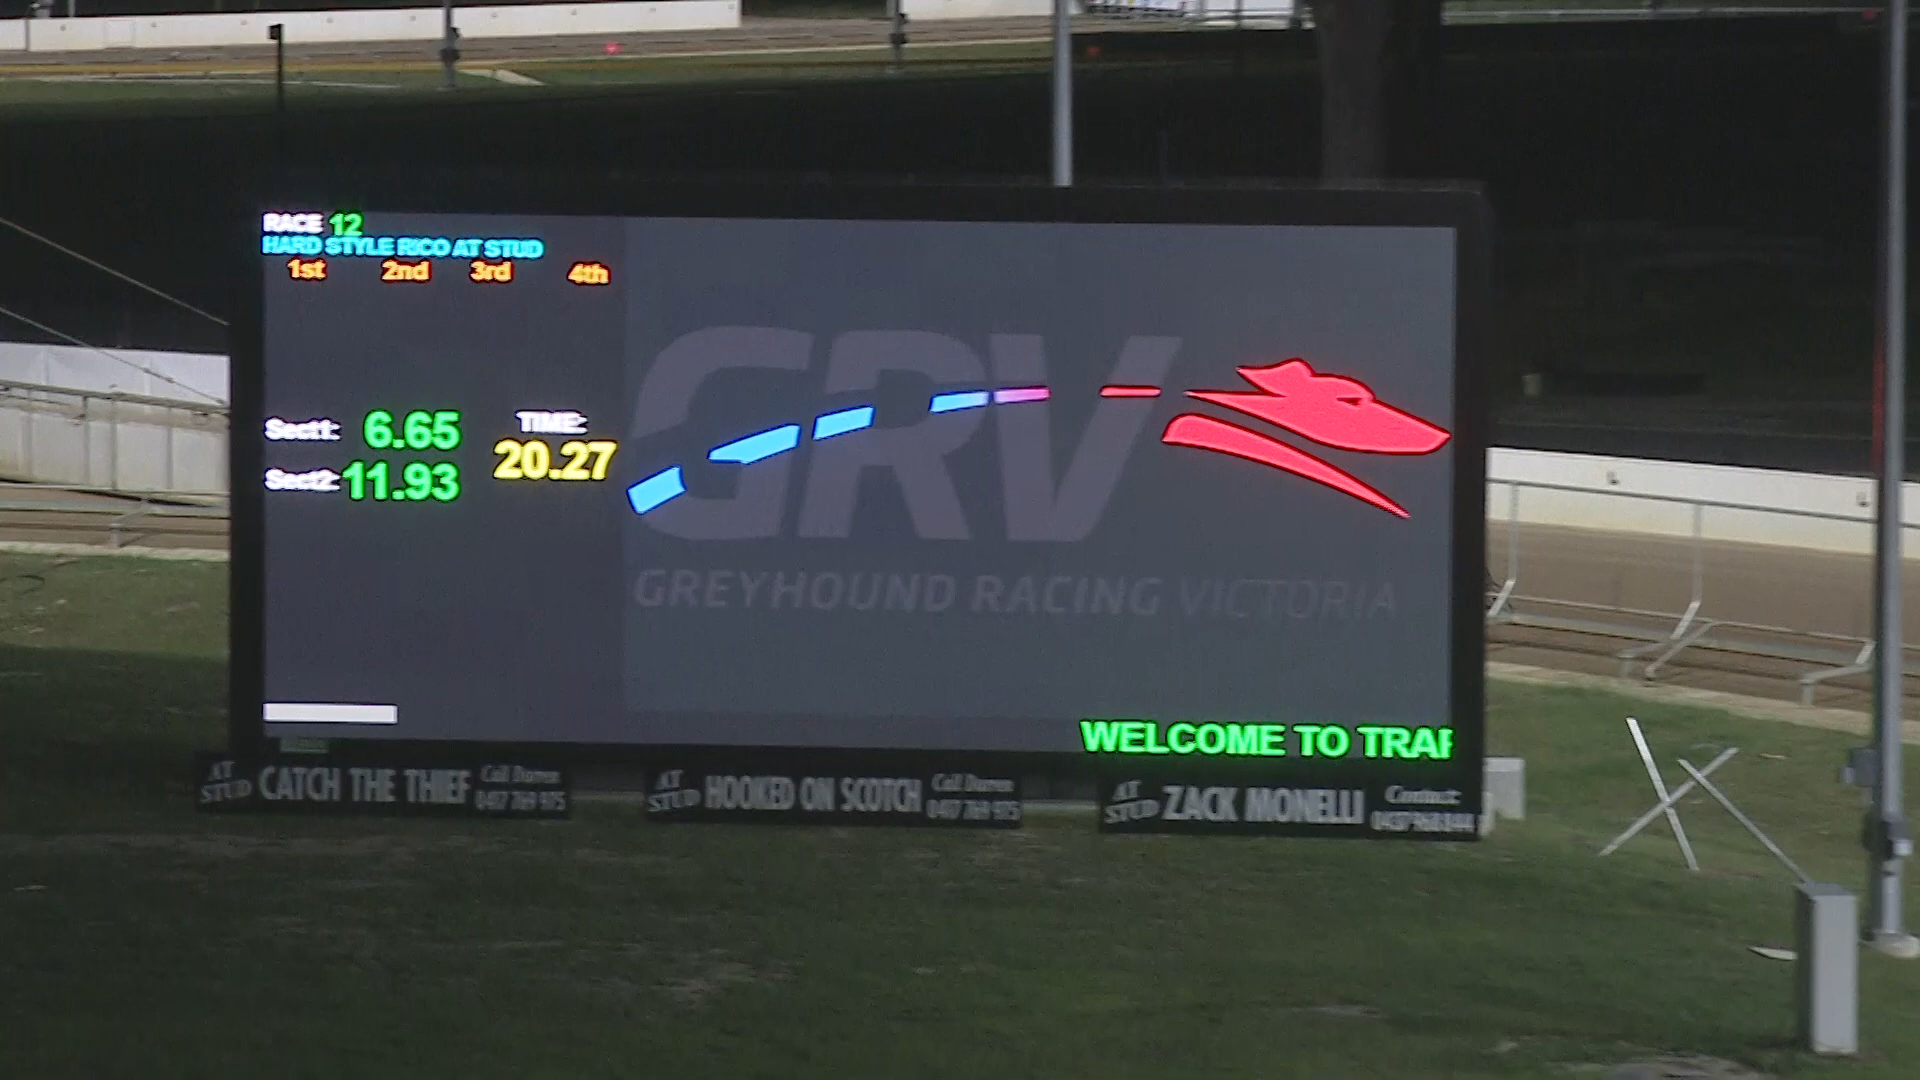 RACE 12
HARD STYLE RICO AT STUD
1st 2nd 3rd 4th
Sect1: 6.65
Sect2: 11.93
TIME:
20.27
GRV
GREYHOUND RACING VICTORIA
WELCOME TO TRAR
AT STUD CATCH THE THIEF Call Darren 0417 769 975
AT STUD HOOKED ON SCOTCH Call Darren 0417 769 975
AT STUD ZACK MONELLI Contact: